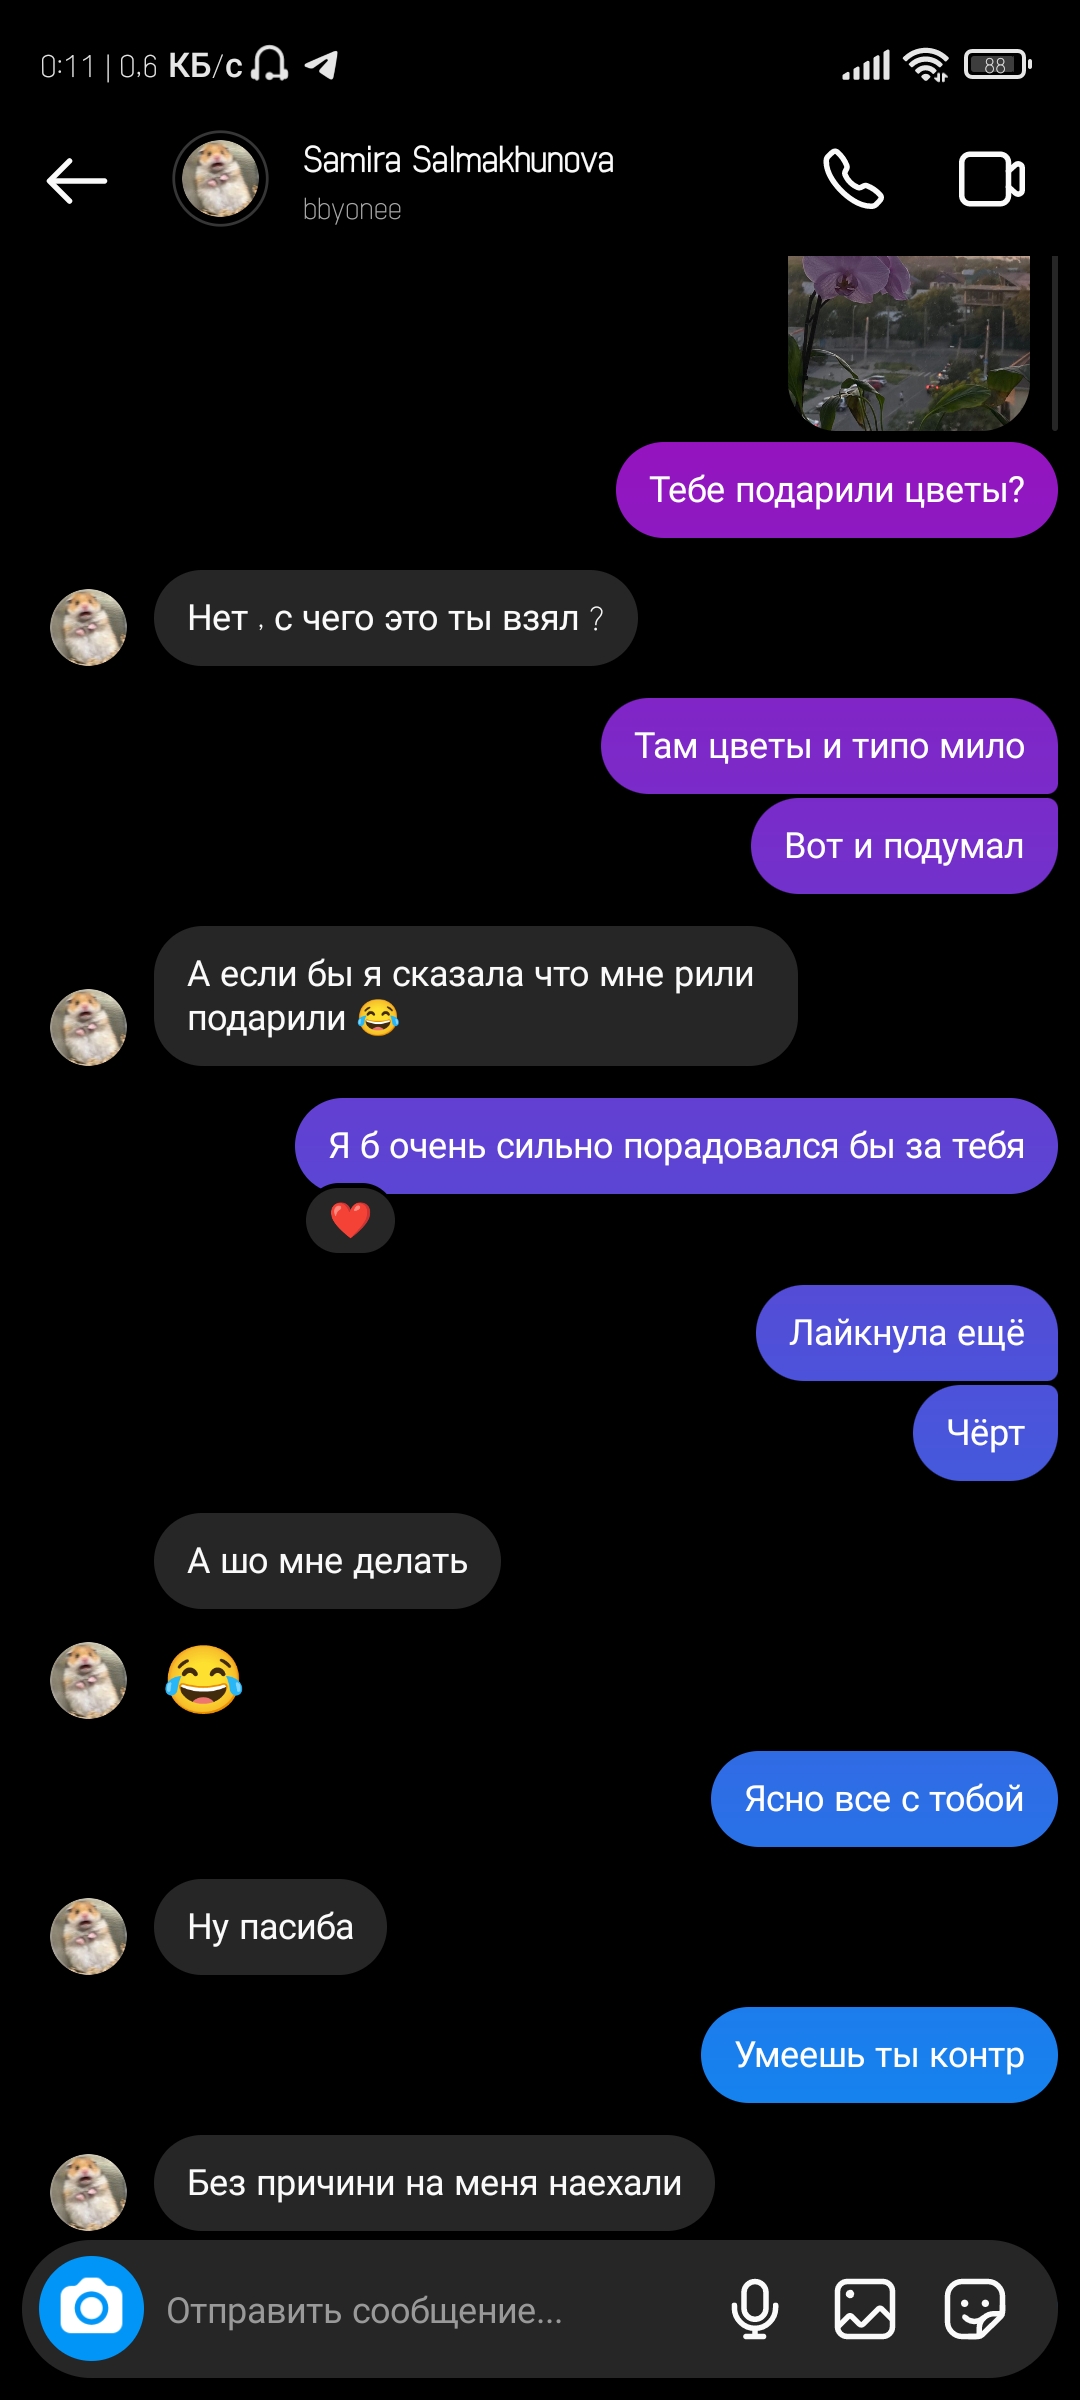 0:11 | 0,6 КБ/с
88
Samira Salmakhunova
bbyonee
Тебе подарили цветы?
Нет , с чего это ты взял ?
Там цветы и типо мило
Вот и подумал
А если бы я сказала что мне рили
подарили 😂
Я б очень сильно порадовался бы за тебя
❤️
Лайкнула ещё
Чёрт
А шо мне делать
😂
Ясно все с тобой
Ну пасиба
Умеешь ты контр
Без причини на меня наехали
Отправить сообщение...